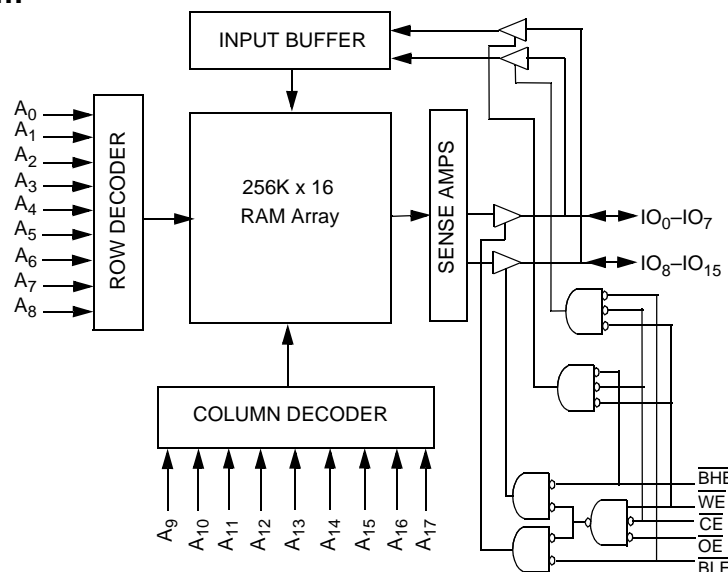 INPUT BUFFER
A0
A1
A2
A3
A4
A5
A6
A7
A8
ROW DECODER
256K x 16
RAM Array
SENSE AMPS
IO0–IO7
IO8–IO15
COLUMN DECODER
A9
A10
A11
A12
A13
A14
A15
A16
A17
BHE
WE
CE
OE
BLE